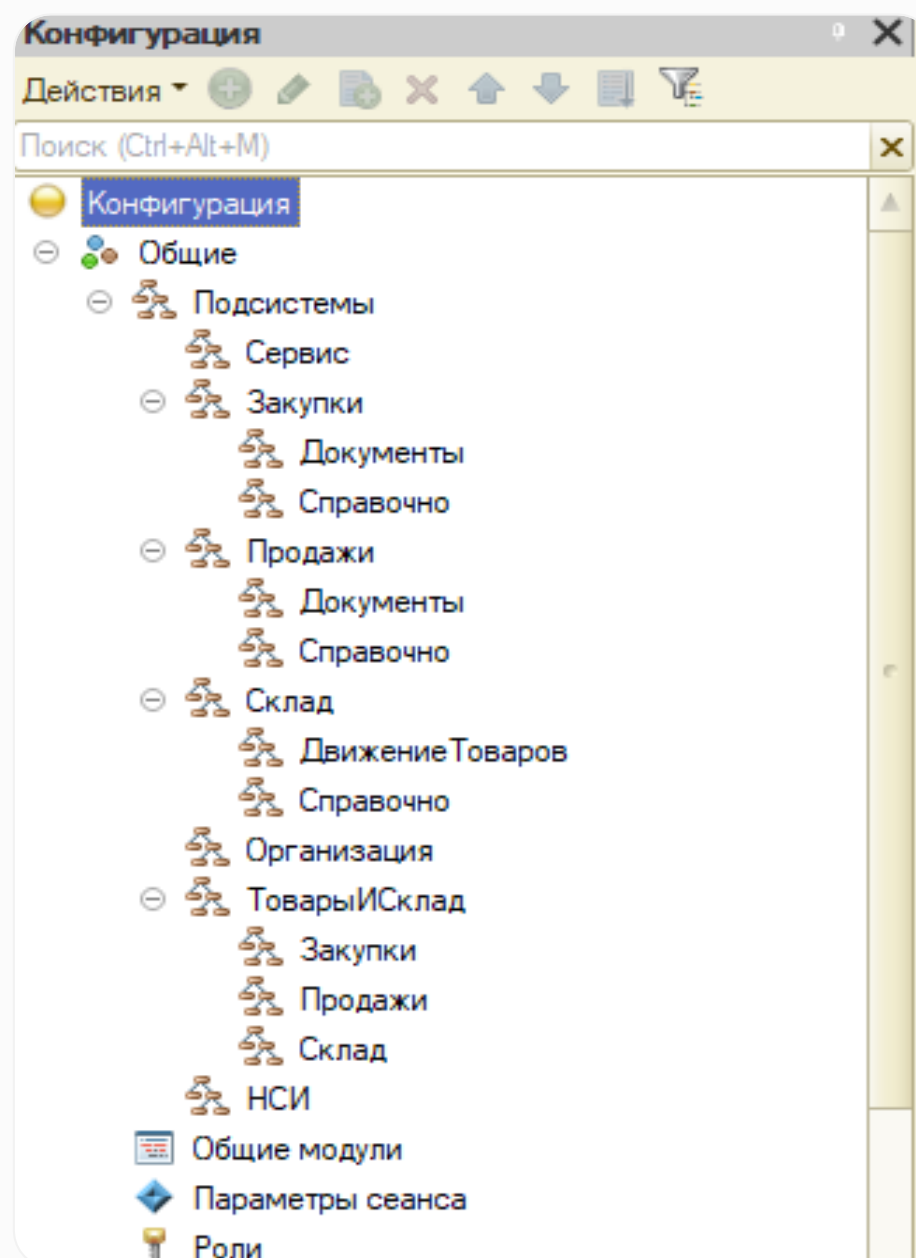 Конфигурация
Действия
Поиск (Ctrl+Alt+M)
Конфигурация
Общие
Подсистемы
Сервис
Закупки
Документы
Справочно
Продажи
Документы
Справочно
Склад
ДвижениеТоваров
Справочно
Организация
ТоварыИСклад
Закупки
Продажи
Склад
НСИ
Общие модули
Параметры сеанса
Роли